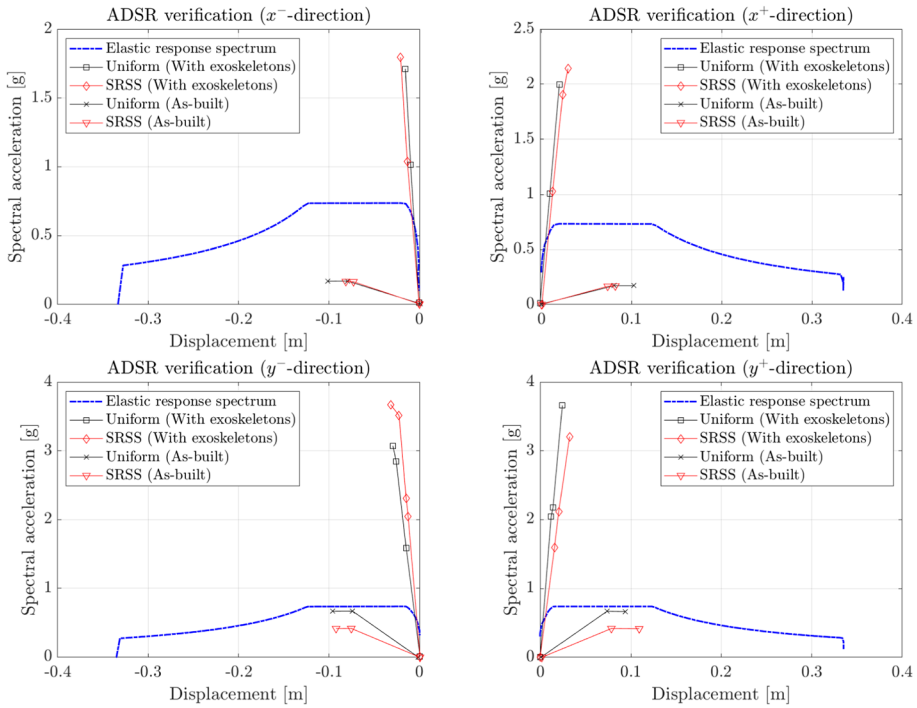 ADSR verification (x⁻-direction)
2
1.5
1
0.5
0
Spectral acceleration [g]
Elastic response spectrum
Uniform (With exoskeletons)
SRSS (With exoskeletons)
Uniform (As-built)
SRSS (As-built)
-0.4 -0.3 -0.2 -0.1 0
Displacement [m]
ADSR verification (x⁺-direction)
2.5
2
1.5
1
0.5
0
Spectral acceleration [g]
Elastic response spectrum
Uniform (With exoskeletons)
SRSS (With exoskeletons)
Uniform (As-built)
SRSS (As-built)
0 0.1 0.2 0.3 0.4
Displacement [m]
ADSR verification (y⁻-direction)
4
3
2
1
0
Spectral acceleration [g]
Elastic response spectrum
Uniform (With exoskeletons)
SRSS (With exoskeletons)
Uniform (As-built)
SRSS (As-built)
-0.4 -0.3 -0.2 -0.1 0
Displacement [m]
ADSR verification (y⁺-direction)
4
3
2
1
0
Spectral acceleration [g]
Elastic response spectrum
Uniform (With exoskeletons)
SRSS (With exoskeletons)
Uniform (As-built)
SRSS (As-built)
0 0.1 0.2 0.3 0.4
Displacement [m]